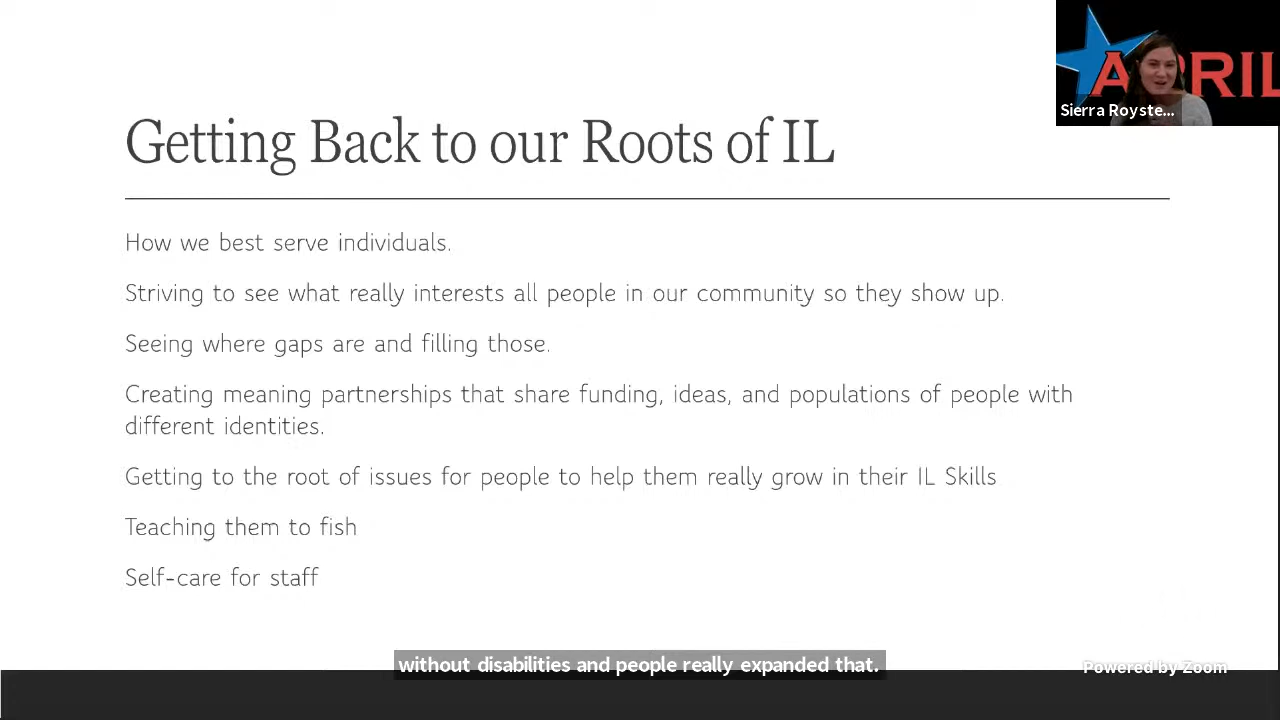 APRIL
Sierra Royste...
Getting Back to our Roots of IL
How we best serve individuals.
Striving to see what really interests all people in our community so they show up.
Seeing where gaps are and filling those.
Creating meaning partnerships that share funding, ideas, and populations of people with
different identities.
Getting to the root of issues for people to help them really grow in their IL Skills
Teaching them to fish
Self-care for staff
without disabilities and people really expanded that.
Powered by Zoom